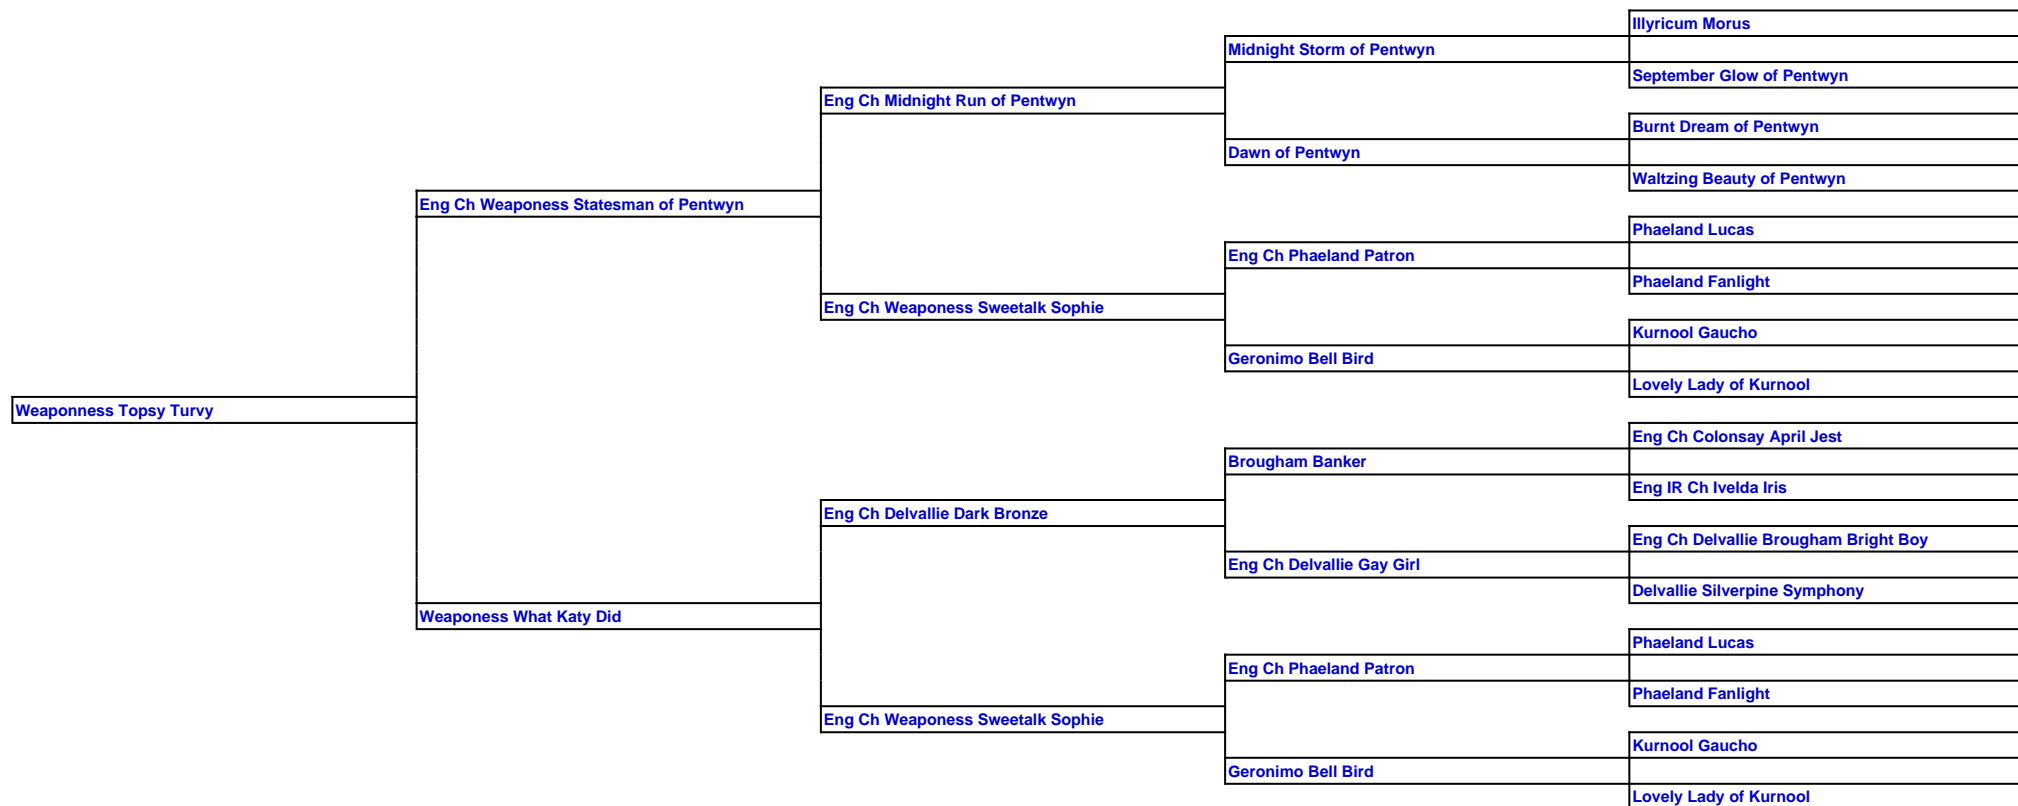 Illyricum Morus
Midnight Storm of Pentwyn
September Glow of Pentwyn
Eng Ch Midnight Run of Pentwyn
Burnt Dream of Pentwyn
Dawn of Pentwyn
Waltzing Beauty of Pentwyn
Eng Ch Weaponess Statesman of Pentwyn
Phaeland Lucas
Eng Ch Phaeland Patron
Phaeland Fanlight
Eng Ch Weaponess Sweetalk Sophie
Kurnool Gaucho
Geronimo Bell Bird
Lovely Lady of Kurnool
Weaponness Topsy Turvy
Eng Ch Colonsay April Jest
Brougham Banker
Eng IR Ch Ivelda Iris
Eng Ch Delvallie Dark Bronze
Eng Ch Delvallie Brougham Bright Boy
Eng Ch Delvallie Gay Girl
Delvallie Silverpine Symphony
Weaponess What Katy Did
Phaeland Lucas
Eng Ch Phaeland Patron
Phaeland Fanlight
Eng Ch Weaponess Sweetalk Sophie
Kurnool Gaucho
Geronimo Bell Bird
Lovely Lady of Kurnool